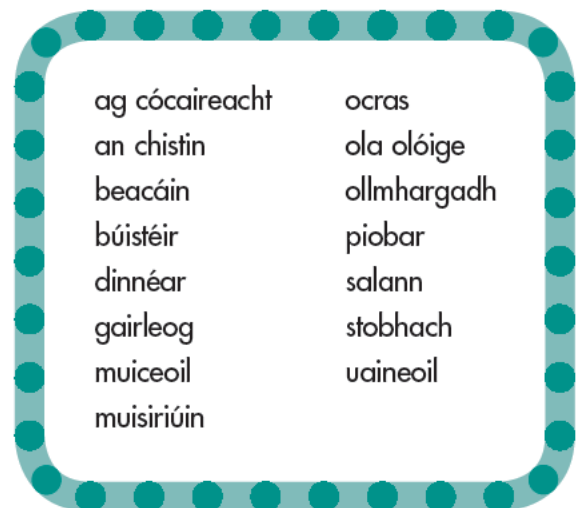 ag cócaireacht
an chistin
beacáin
búistéir
dinnéar
gairleog
muiceoil
muisiriúin
ocras
ola olóige
ollmhargadh
piobar
salann
stobhach
uaineoil